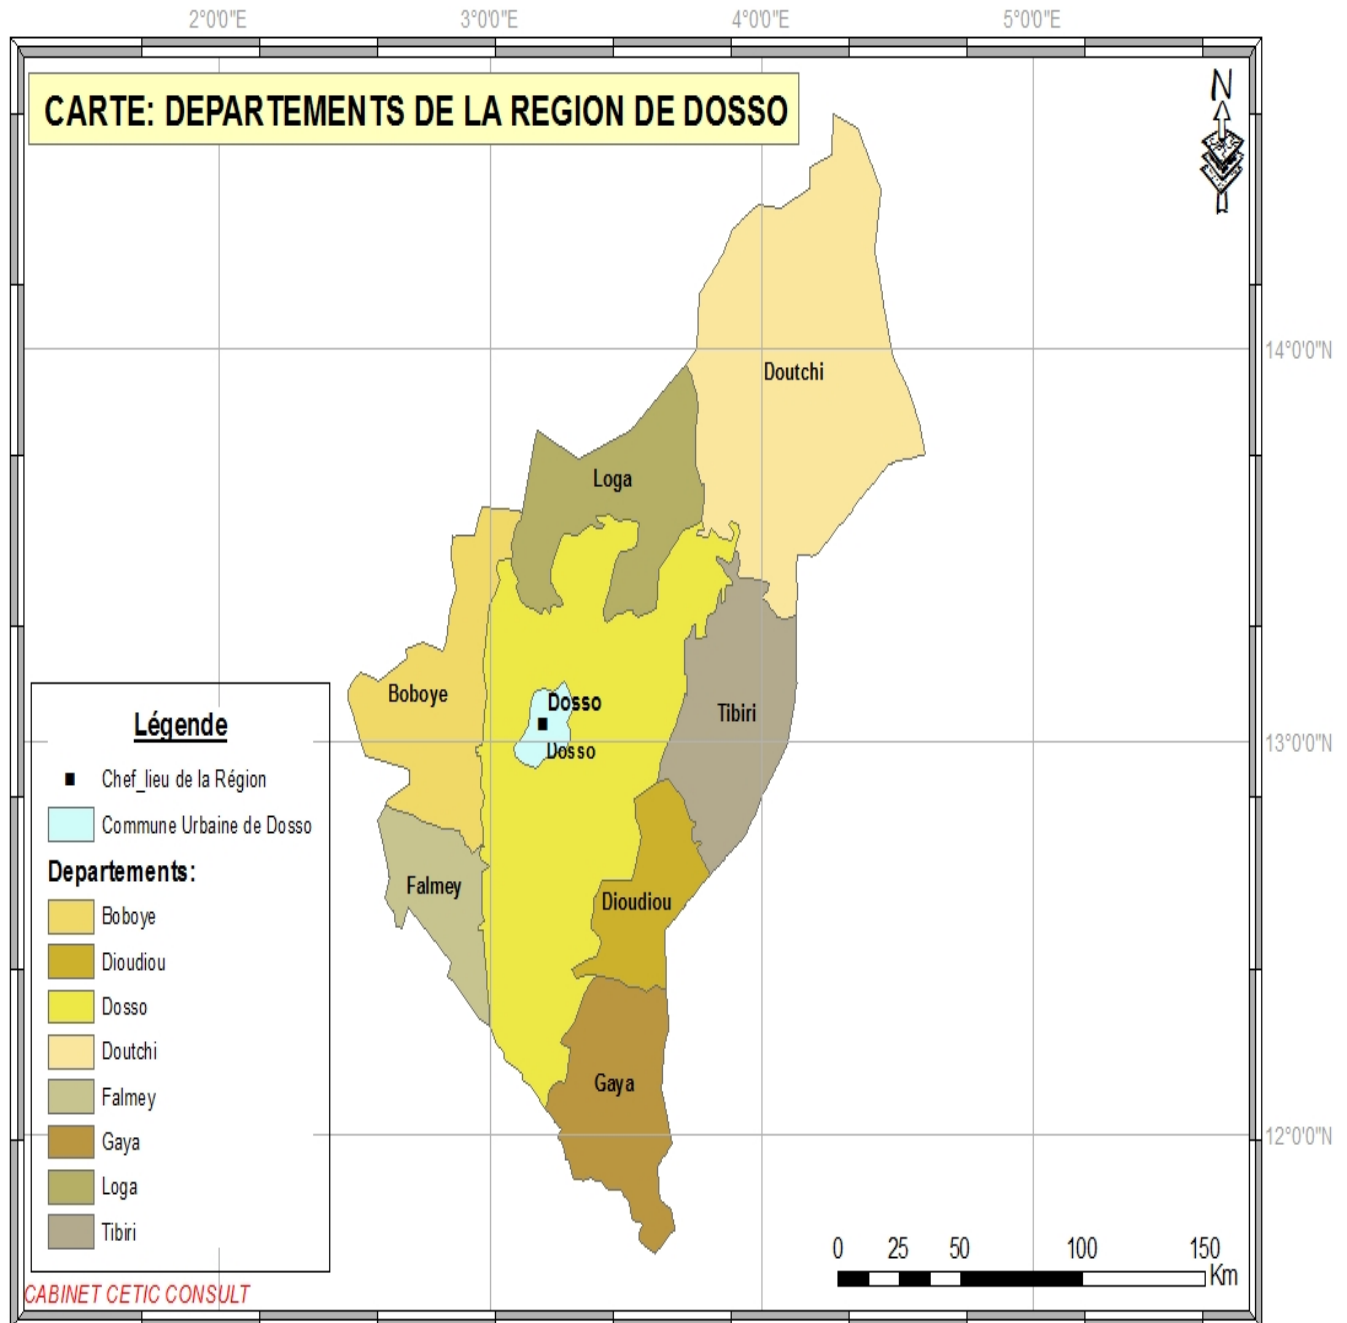 2°0'0"E
3°0'0"E
4°0'0"E
5°0'0"E
CARTE: DEPARTEMENTS DE LA REGION DE DOSSO
N
14°0'0"N
Doutchi
Loga
Boboye
Dosso
Tibiri
13°0'0"N
Dosso
Falmey
Dioudiou
Gaya
12°0'0"N
Légende
Chef_lieu de la Région
Commune Urbaine de Dosso
Departements:
Boboye
Dioudiou
Dosso
Doutchi
Falmey
Gaya
Loga
Tibiri
0 25 50 100 150
Km
CABINET CETIC CONSULT